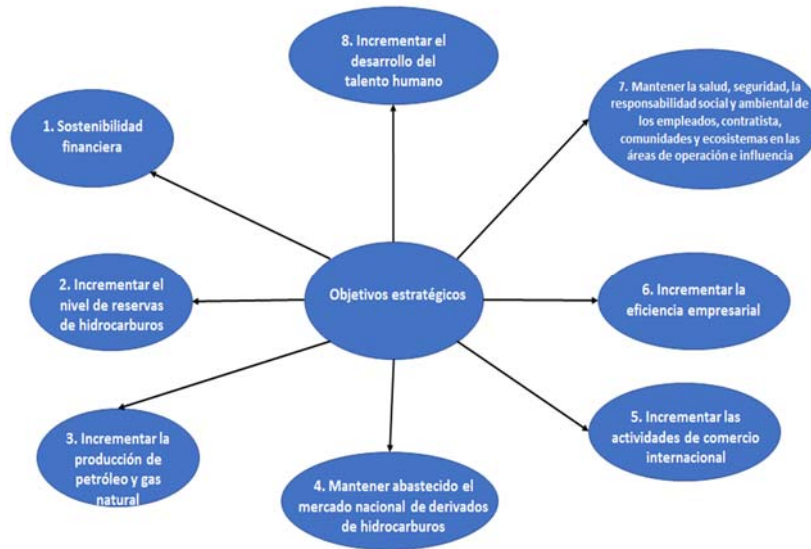 8. Incrementar el
desarrollo del
talento humano
7. Mantener la salud, seguridad, la
responsabilidad social y ambiental de
los empleados, contratista,
comunidades y ecosistemas en las
áreas de operación e influencia
1. Sostenibilidad
financiera
2. Incrementar el
nivel de reservas
de hidrocarburos
Objetivos estratégicos
6. Incrementar la
eficiencia empresarial
3. Incrementar la
producción de
petróleo y gas
natural
4. Mantener abastecido el
mercado nacional de derivados
de hidrocarburos
5. Incrementar las
actividades de comercio
internacional